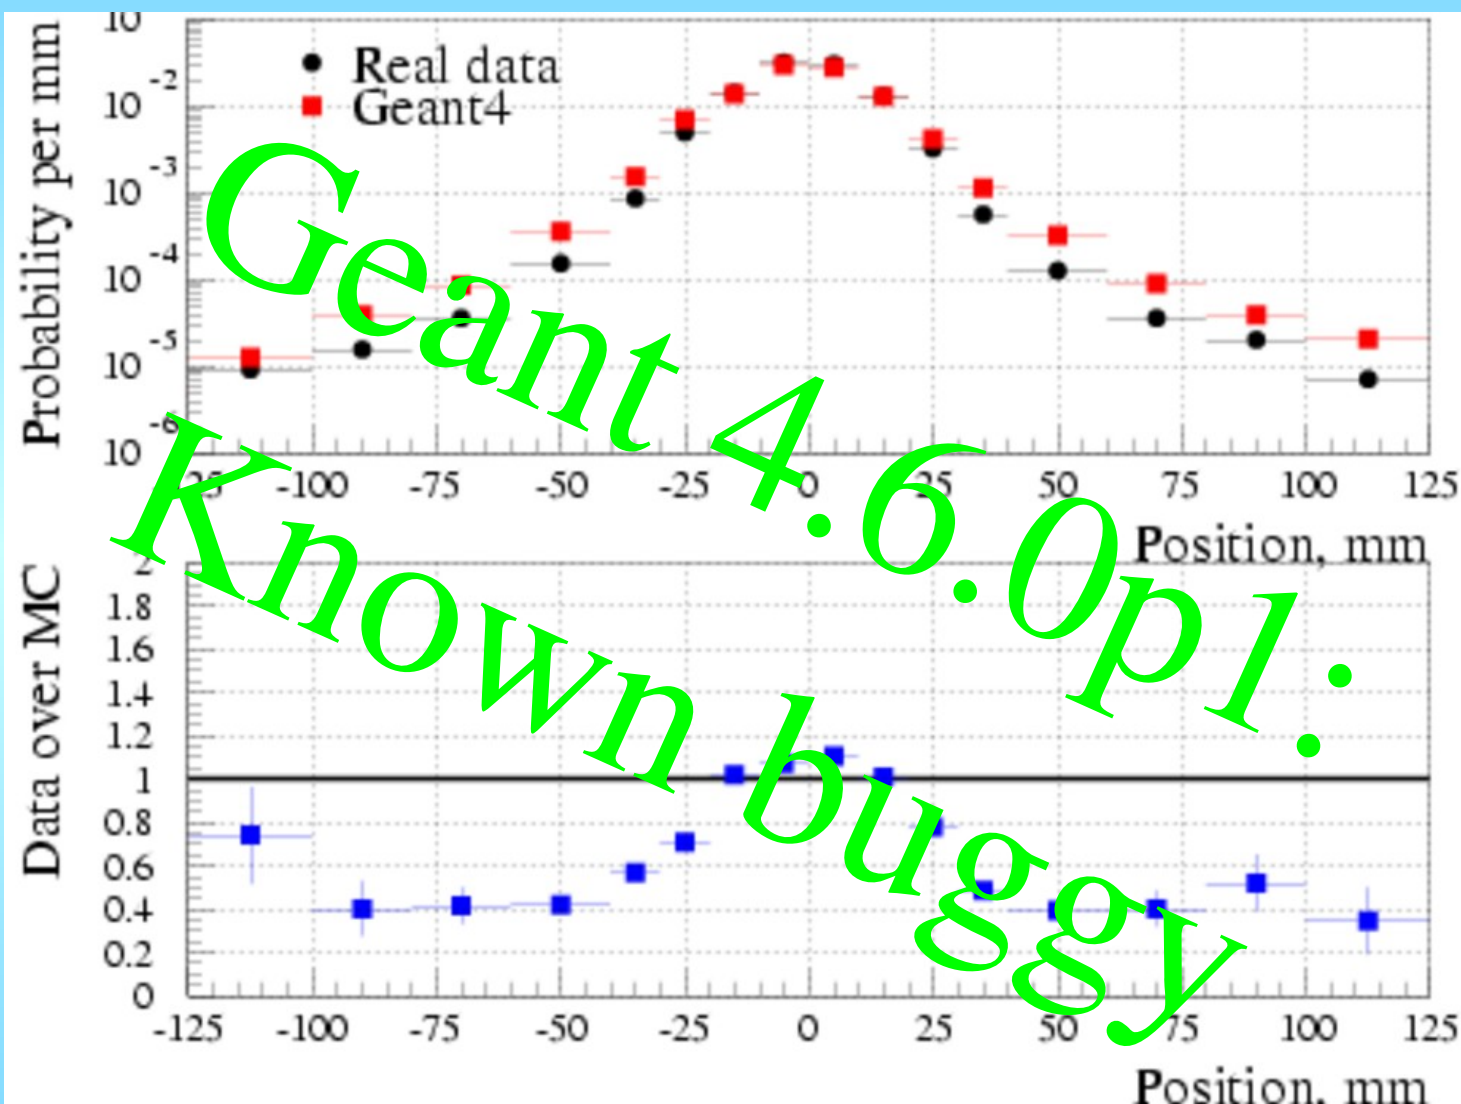 10
Real data
-2
10
Geant4
-3
10
-4
10
-5
10
-6
10
Probability per mm
-100 -75 -50 -25 0 25 50 75 100 125
Position, mm
Geant 4.6.0p1:
Known buggy
2
1.8
1.6
1.4
1.2
1
0.8
0.6
0.4
0.2
0
Data over MC
-125 -100 -75 -50 -25 0 25 50 75 100 125
Position, mm